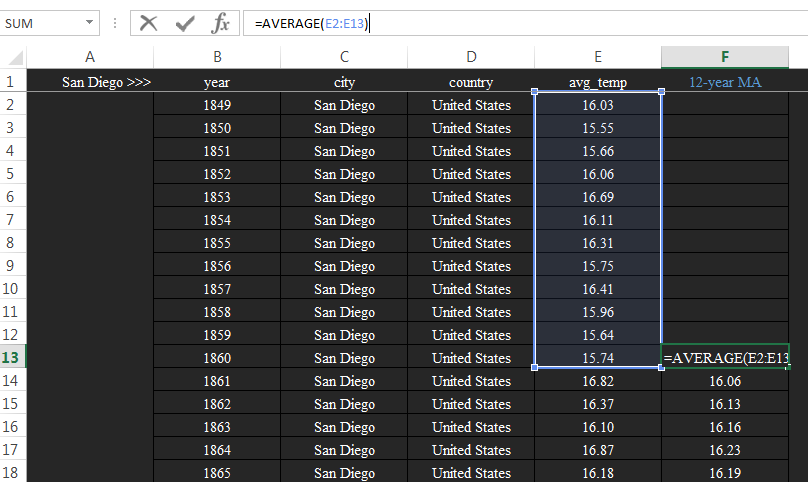 SUM fx =AVERAGE(E2:E13)
A B C D E F
1 San Diego >>> year city country avg_temp 12-year MA
2 1849 San Diego United States 16.03
3 1850 San Diego United States 15.55
4 1851 San Diego United States 15.66
5 1852 San Diego United States 16.06
6 1853 San Diego United States 16.69
7 1854 San Diego United States 16.11
8 1855 San Diego United States 16.31
9 1856 San Diego United States 15.75
10 1857 San Diego United States 16.41
11 1858 San Diego United States 15.96
12 1859 San Diego United States 15.64
13 1860 San Diego United States 15.74 =AVERAGE(E2:E13
14 1861 San Diego United States 16.82 16.06
15 1862 San Diego United States 16.37 16.13
16 1863 San Diego United States 16.10 16.16
17 1864 San Diego United States 16.87 16.23
18 1865 San Diego United States 16.18 16.19